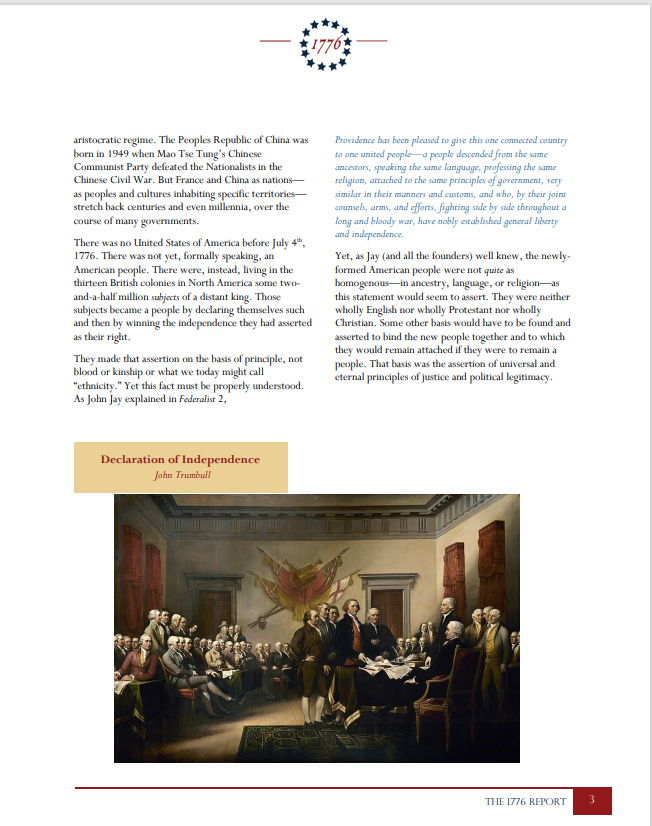 1776
aristocratic regime. The Peoples Republic of China was
born in 1949 when Mao Tse Tung's Chinese
Communist Party defeated the Nationalists in the
Chinese Civil War. But France and China as nations—
as peoples and cultures inhabiting specific territories—
stretch back centuries and even millennia, over the
course of many governments.
There was no United States of America before July 4th,
1776. There was not yet, formally speaking, an
American people. There were, instead, living in the
thirteen British colonies in North America some two-
and-a-half million subjects of a distant king. Those
subjects became a people by declaring themselves such
and then by winning the independence they had asserted
as their right.
They made that assertion on the basis of principle, not
blood or kinship or what we today might call
“ethnicity.” Yet this fact must be properly understood.
As John Jay explained in Federalist 2,
Providence has been pleased to give this one connected country
to one united people—a people descended from the same
ancestors, speaking the same language, professing the same
religion, attached to the same principles of government, very
similar in their manners and customs, and who, by their joint
counsels, arms, and efforts, fighting side by side throughout a
long and bloody war, have nobly established general liberty
and independence.
Yet, as Jay (and all the founders) well knew, the newly-
formed American people were not quite as
homogenous—in ancestry, language, or religion—as
this statement would seem to assert. They were neither
wholly English nor wholly Protestant nor wholly
Christian. Some other basis would have to be found and
asserted to bind the new people together and to which
they would remain attached if they were to remain a
people. That basis was the assertion of universal and
eternal principles of justice and political legitimacy.
Declaration of Independence
John Trumbull
THE 1776 REPORT
3